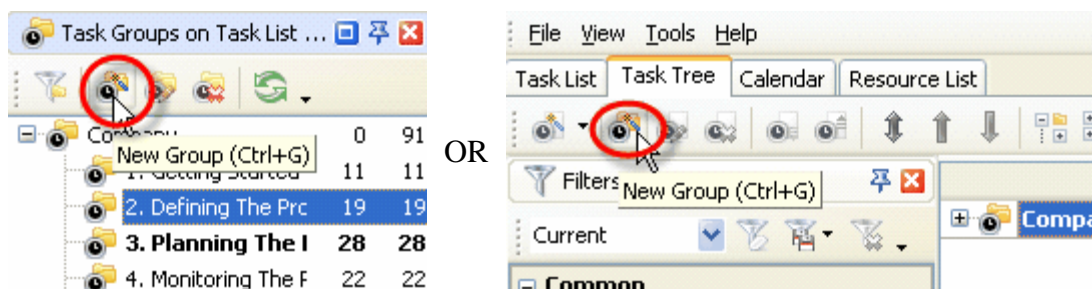 Task Groups on Task List ...
0 91
New Group (Ctrl+G)
11 11
2. Defining The Prc 19 19
3. Planning The I 28 28
4. Monitoring The F 22 22
OR
File View Tools Help
Task List Task Tree Calendar Resource List
Filters
New Group (Ctrl+G)
Current
Compa
Common